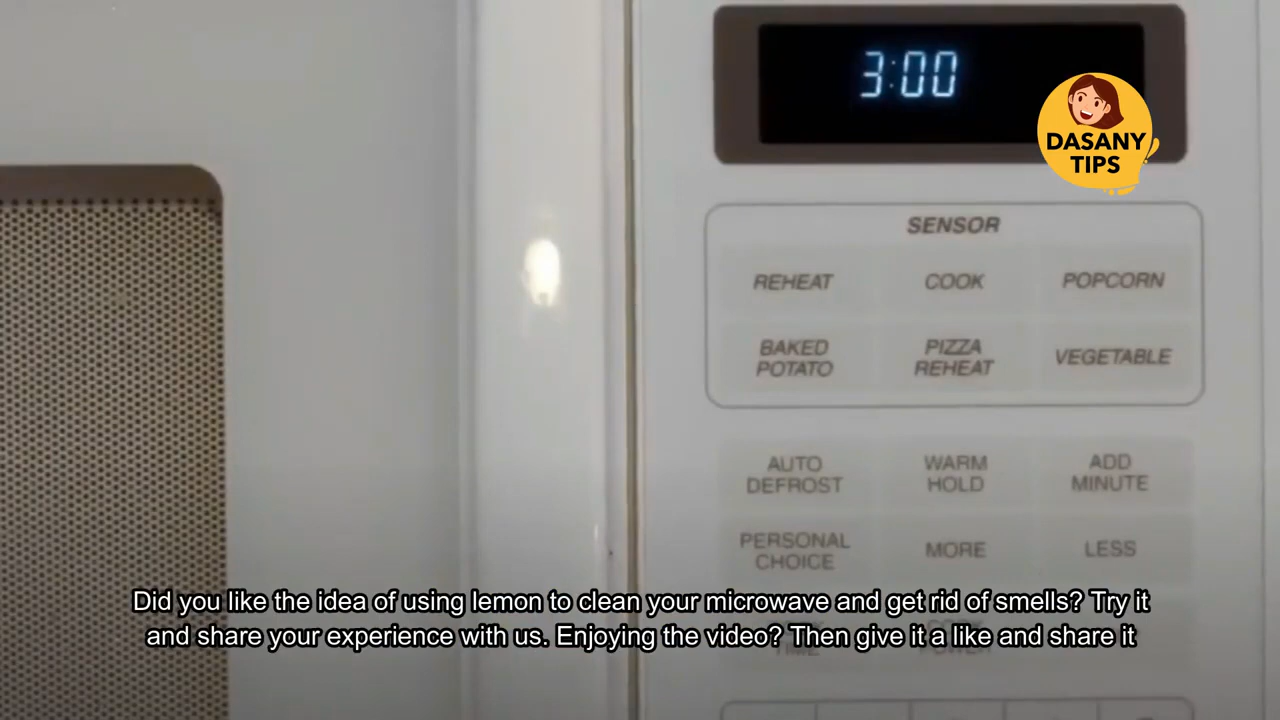 3:00
DASANY
TIPS
SENSOR
REHEAT COOK POPCORN
BAKED
POTATO
PIZZA
REHEAT
VEGETABLE
AUTO
DEFROST
WARM
HOLD
ADD
MINUTE
PERSONAL
CHOICE
MORE LESS
Did you like the idea of using lemon to clean your microwave and get rid of smells? Try it
and share your experience with us. Enjoying the video? Then give it a like and share it
TIME
POWER